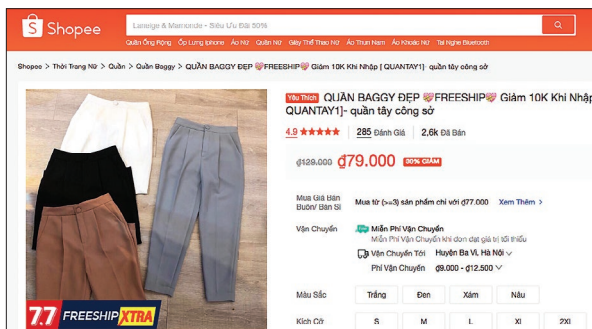 Shopee
Laneige & Mamonde - Siêu Ưu Đãi 50%
Quần Ống Rộng Ốp Lưng Iphone Áo Nữ Quần Nữ Giày Thể Thao Nữ Áo Thun Nam Áo Khoác Nữ Tai Nghe Bluetooth
Shopee > Thời Trang Nữ > Quần > Quần Baggy > QUẦN BAGGY ĐẸP 💝FREESHIP💝 Giảm 10K Khi Nhập [ QUANTAY1]- quần tây công sở
Yêu Thích QUẦN BAGGY ĐẸP 💝FREESHIP💝 Giảm 10K Khi Nhập
QUANTAY1]- quần tây công sở
4.9 ★★★★★ 285 Đánh Giá 2,6k Đã Bán
₫129.000 ₫79.000 GIẢM
Mua Giá Bán
Buôn/ Bán Sỉ
Mua từ (>=3) sản phẩm chỉ với ₫77.000 Xem Thêm >
Vận Chuyển
Miễn Phí Vận Chuyển
Miễn Phí Vận Chuyển khi đơn đạt giá trị tối thiểu
Vận Chuyển Tới Huyện Ba Vì, Hà Nội
Phí Vận Chuyển ₫9.000 - ₫12.500
Màu Sắc Trắng Đen Xám Nâu
Kích Cỡ S M L Xl 2Xl
7.7 FREESHIP XTRA